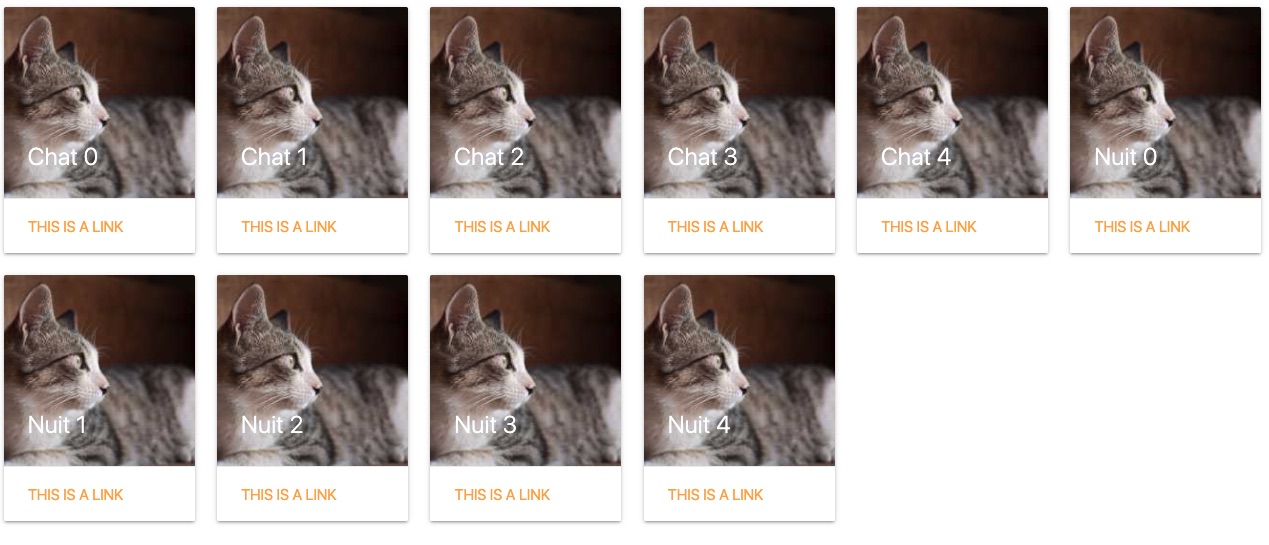 Chat 0
THIS IS A LINK
Chat 1
THIS IS A LINK
Chat 2
THIS IS A LINK
Chat 3
THIS IS A LINK
Chat 4
THIS IS A LINK
Nuit 0
THIS IS A LINK
Nuit 1
THIS IS A LINK
Nuit 2
THIS IS A LINK
Nuit 3
THIS IS A LINK
Nuit 4
THIS IS A LINK